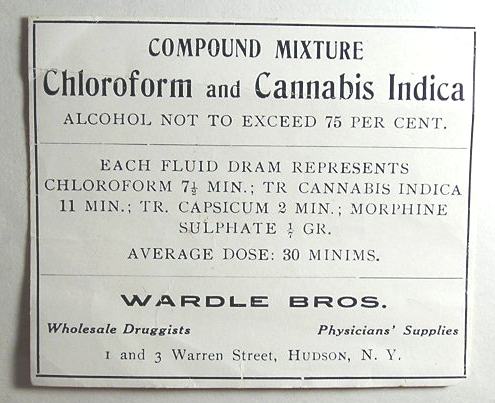 COMPOUND MIXTURE
Chloroform and Cannabis Indica
ALCOHOL NOT TO EXCEED 75 PER CENT.
EACH FLUID DRAM REPRESENTS
CHLOROFORM 7½ MIN.; TR CANNABIS INDICA
11 MIN.; TR. CAPSICUM 2 MIN.; MORPHINE
SULPHATE ⅐ GR.
AVERAGE DOSE: 30 MINIMS.
WARDLE BROS.
Wholesale Druggists Physicians' Supplies
1 and 3 Warren Street, HUDSON, N. Y.